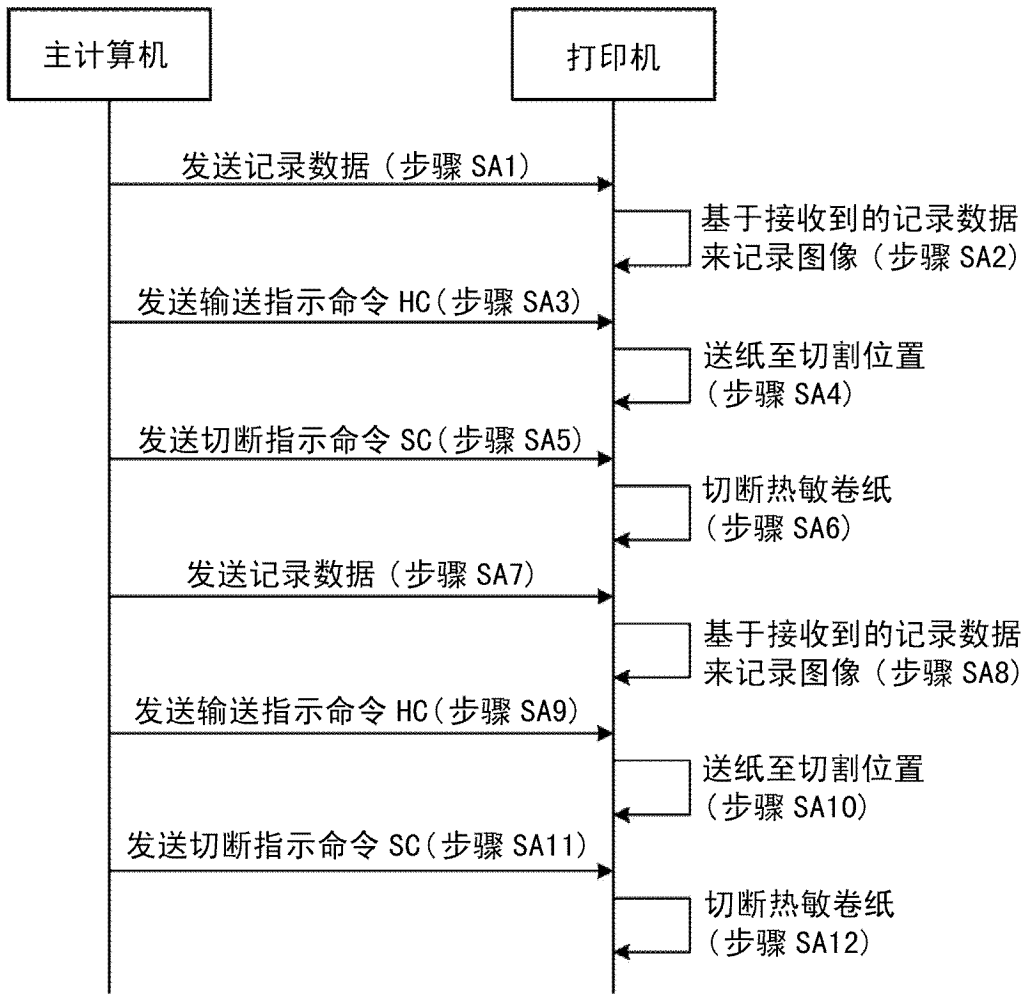 主计算机
打印机
发送记录数据（步骤 SA1）
基于接收到的记录数据
来记录图像（步骤 SA2）
发送输送指示命令 HC（步骤 SA3）
送纸至切割位置
（步骤 SA4）
发送切断指示命令 SC（步骤 SA5）
切断热敏卷纸
（步骤 SA6）
发送记录数据（步骤 SA7）
基于接收到的记录数据
来记录图像（步骤 SA8）
发送输送指示命令 HC（步骤 SA9）
送纸至切割位置
（步骤 SA10）
发送切断指示命令 SC（步骤 SA11）
切断热敏卷纸
（步骤 SA12）